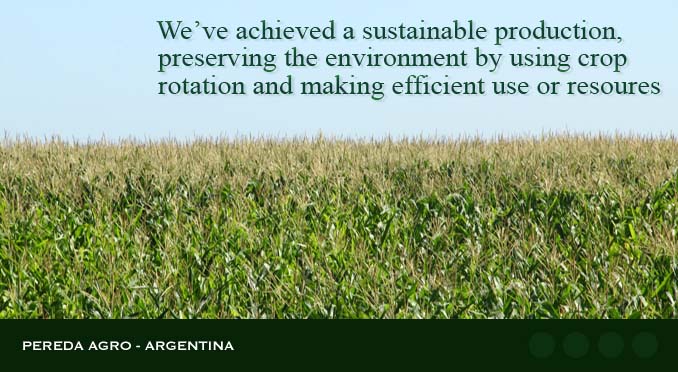 We’ve achieved a sustainable production,
preserving the environment by using crop
rotation and making efficient use or resoures
PEREDA AGRO - ARGENTINA